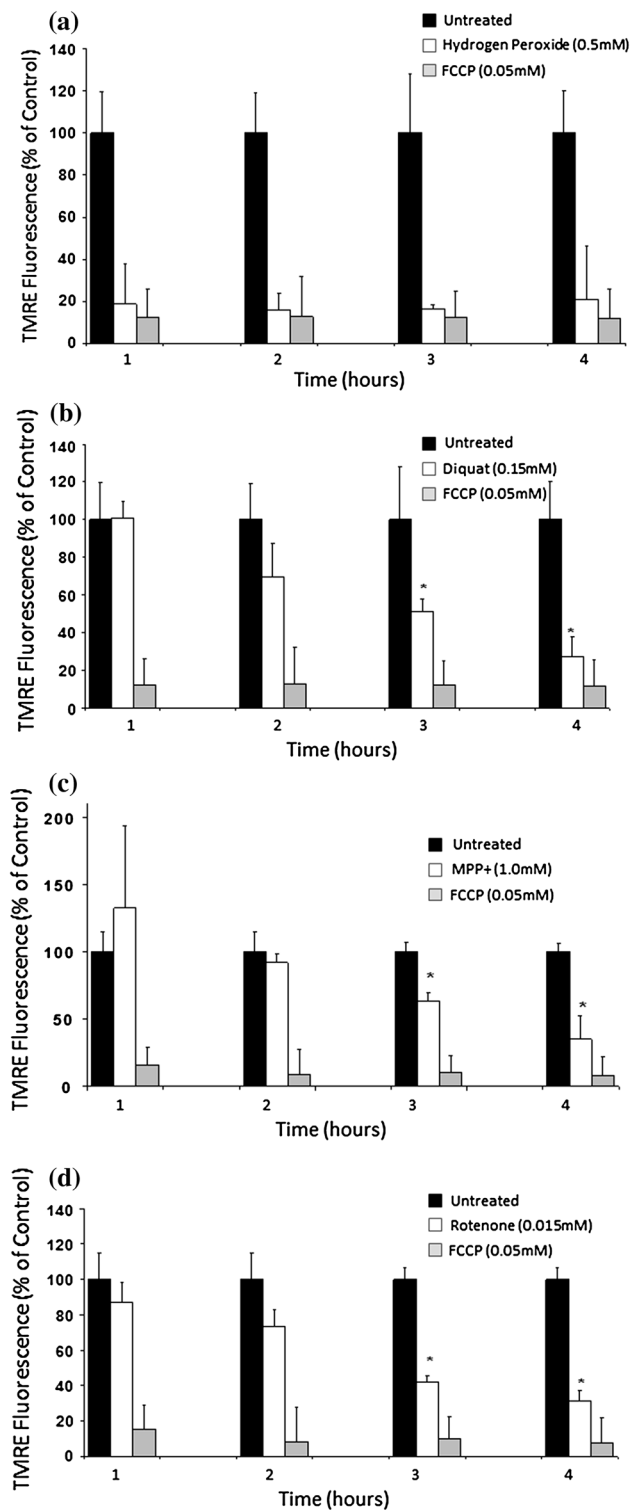 (a)
Untreated
Hydrogen Peroxide (0.5mM)
FCCP (0.05mM)
TMRE Fluorescence (% of Control)
140
120
100
80
60
40
20
0
1 2 3 4
Time (hours)
(b)
Untreated
Diquat (0.15mM)
FCCP (0.05mM)
TMRE Fluorescence (% of Control)
140
120
100
80
60
40
20
0
* *
1 2 3 4
Time (hours)
(c)
Untreated
MPP+ (1.0mM)
FCCP (0.05mM)
TMRE Fluorescence (% of Control)
200
150
100
50
0
* *
1 2 3 4
Time (hours)
(d)
Untreated
Rotenone (0.015mM)
FCCP (0.05mM)
TMRE Fluorescence (% of Control)
140
120
100
80
60
40
20
0
* *
1 2 3 4
Time (hours)